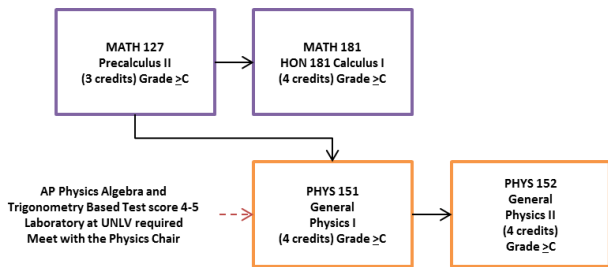 MATH 127
Precalculus II
(3 credits) Grade ≥C
MATH 181
HON 181 Calculus I
(4 credits) Grade ≥C
AP Physics Algebra and
Trigonometry Based Test score 4-5
Laboratory at UNLV required
Meet with the Physics Chair
PHYS 151
General
Physics I
(4 credits) Grade ≥C
PHYS 152
General
Physics II
(4 credits)
Grade ≥C